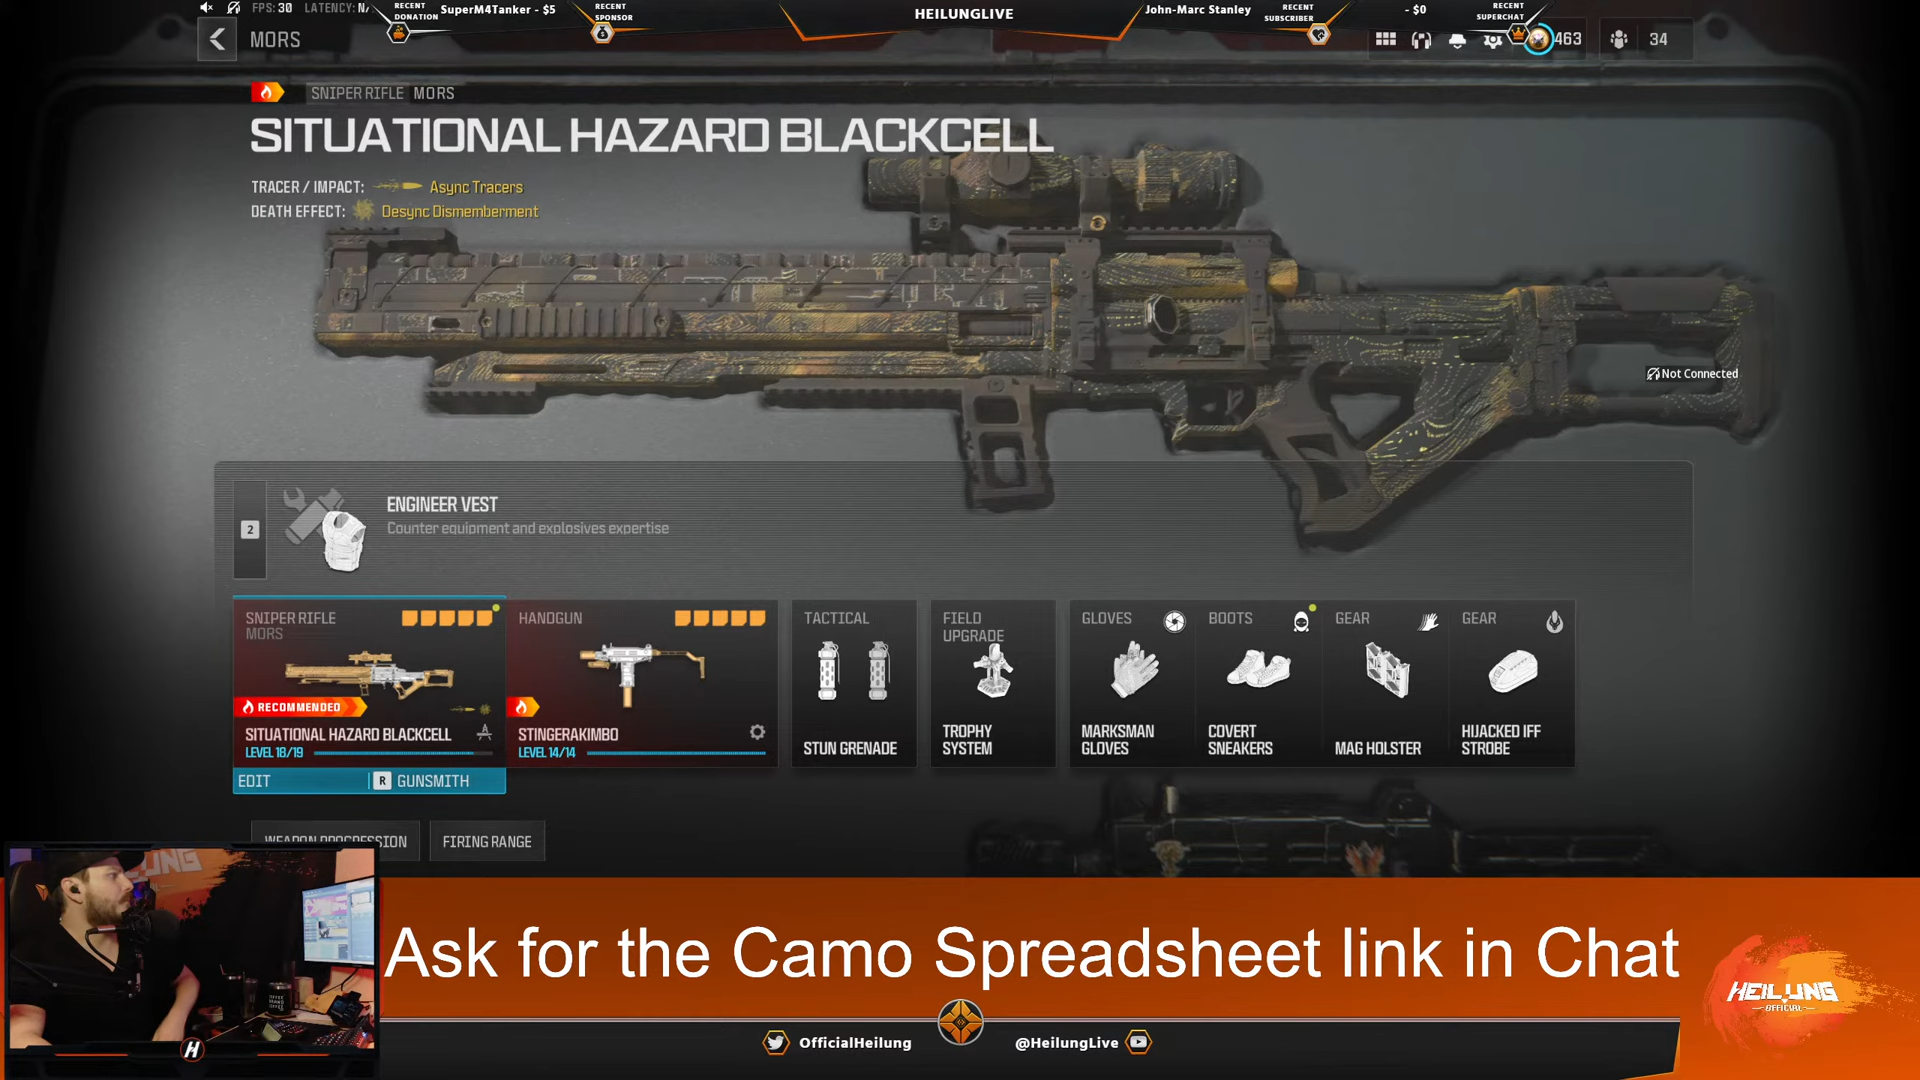 FPS: 30 LATENCY: N/
RECENT DONATION
SuperM4Tanker - $5
RECENT SPONSOR
HEILUNGLIVE
John-Marc Stanley
RECENT SUBSCRIBER
- $0
RECENT SUPERCHAT
MORS
463
34
SNIPER RIFLE MORS
SITUATIONAL HAZARD BLACKCELL
TRACER / IMPACT: Async Tracers
DEATH EFFECT: Desync Dismemberment
Not Connected
2
ENGINEER VEST
Counter equipment and explosives expertise
SNIPER RIFLE
MORS
RECOMMENDED
SITUATIONAL HAZARD BLACKCELL
LEVEL 18/19
EDIT
R GUNSMITH
HANDGUN
STINGERAKIMBO
LEVEL 14/14
TACTICAL
STUN GRENADE
FIELD
UPGRADE
TROPHY
SYSTEM
GLOVES
MARKSMAN
GLOVES
BOOTS
COVERT
SNEAKERS
GEAR
MAG HOLSTER
GEAR
HIJACKED IFF
STROBE
WEAPON PROGRESSION
FIRING RANGE
Ask for the Camo Spreadsheet link in Chat
HEILUNG
OFFICIAL
OfficialHeilung
@HeilungLive